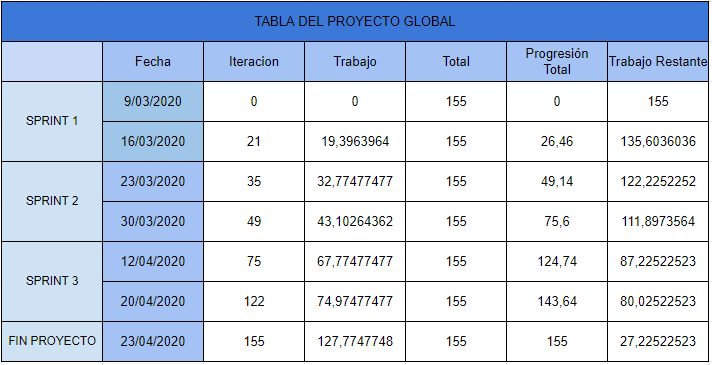 TABLA DEL PROYECTO GLOBAL
Fecha Iteracion Trabajo Total Progresión Total Trabajo Restante
SPRINT 1
9/03/2020 0 0 155 0 155
16/03/2020 21 19,3963964 155 26,46 135,6036036
SPRINT 2
23/03/2020 35 32,77477477 155 49,14 122,2252252
30/03/2020 49 43,10264362 155 75,6 111,8973564
SPRINT 3
12/04/2020 75 67,77477477 155 124,74 87,22522523
20/04/2020 122 74,97477477 155 143,64 80,02522523
FIN PROYECTO 23/04/2020 155 127,7747748 155 155 27,22522523